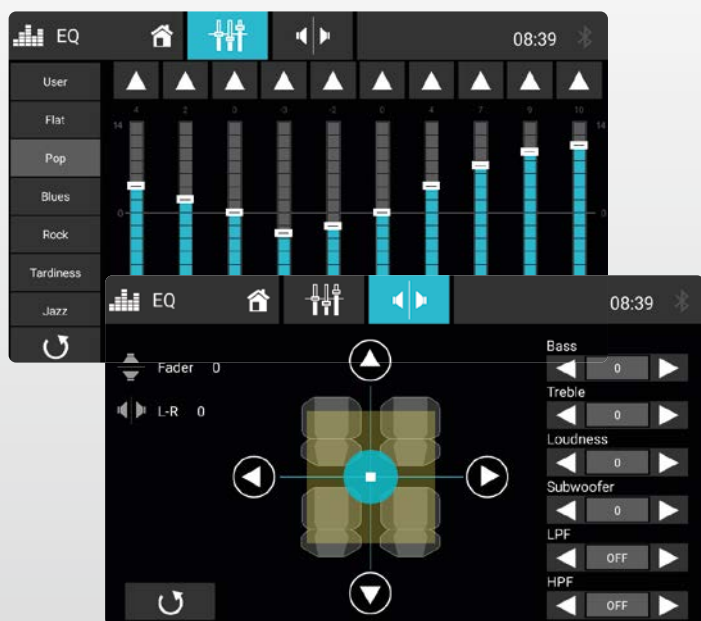 EQ
08:39
User
Flat
Pop
Blues
Rock
Tardiness
Jazz
4 2 0 -3 -2 0 4 7 9 10
14 14
0 0
EQ
08:39
Fader 0
L-R 0
Bass
0
Treble
0
Loudness
0
Subwoofer
0
LPF
OFF
HPF
OFF